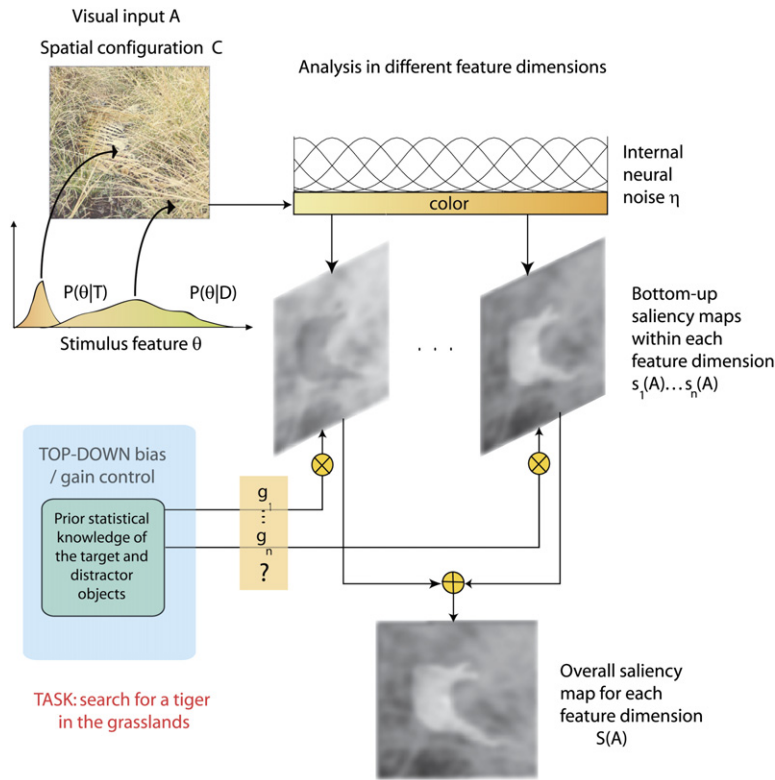 Visual input A
Spatial configuration C
Analysis in different feature dimensions
Internal
neural
noise η
color
P(θ|T)
P(θ|D)
Stimulus feature θ
Bottom-up
saliency maps
within each
feature dimension
s1(A)...sn(A)
. . .
TOP-DOWN bias
/ gain control
Prior statistical
knowledge of
the target and
distractor
objects
g1
⋮
gn
?
TASK: search for a tiger
in the grasslands
Overall saliency
map for each
feature dimension
S(A)